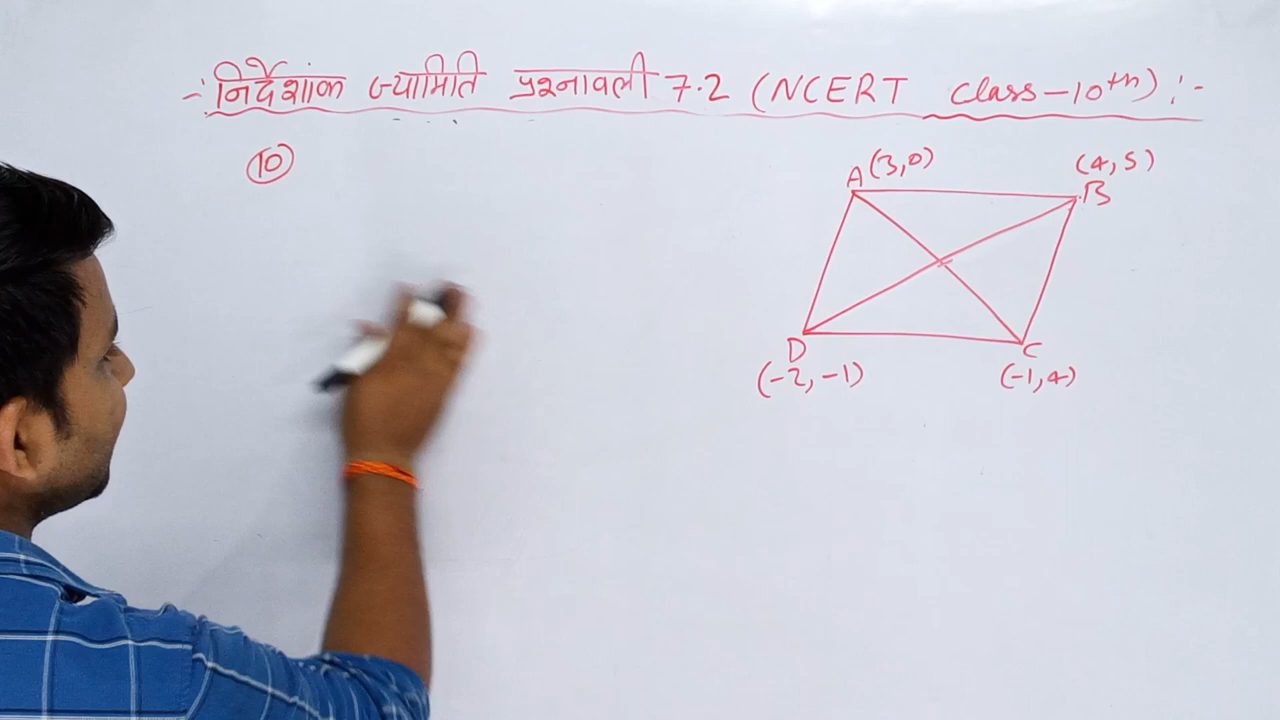 :- निर्देशांक ज्यामिति प्रश्नावली 7.2 (NCERT Class-10th) :-
(10)
A (3,0) (4,5)
B
D C
(-2,-1) (-1,4)